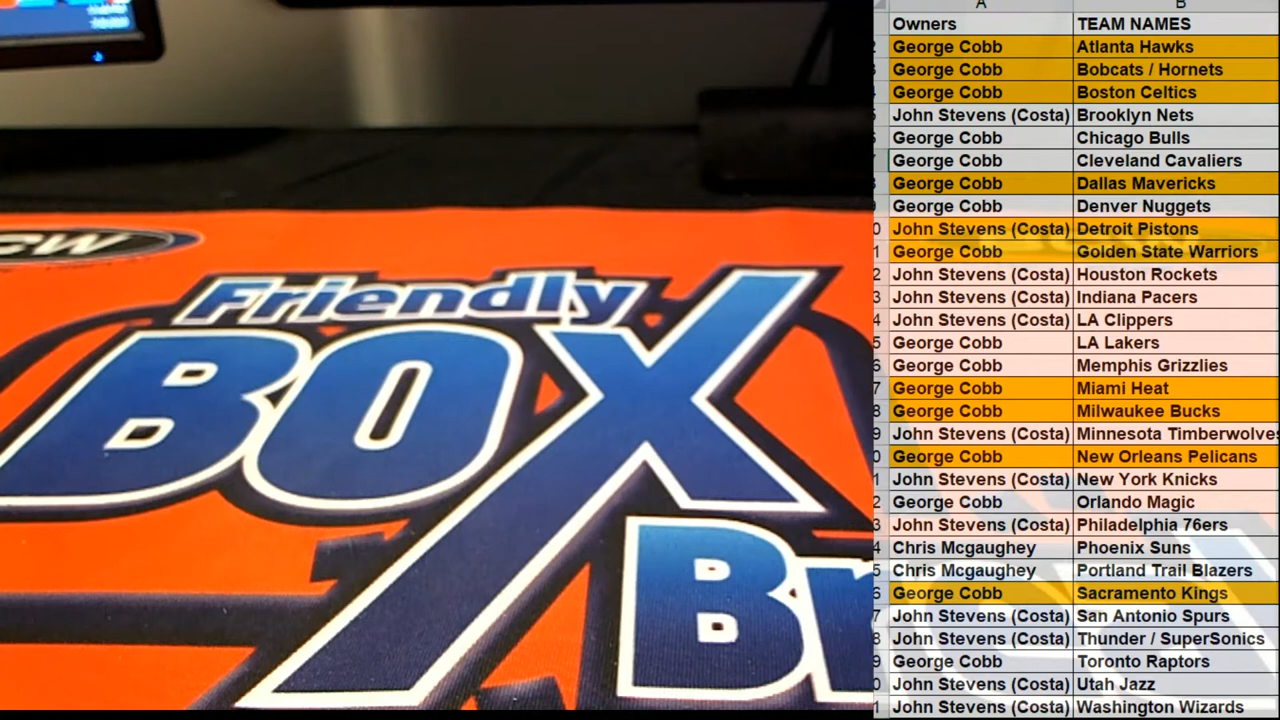 CW
Friendly
BOX
Br
A B
Owners TEAM NAMES
George Cobb Atlanta Hawks
George Cobb Bobcats / Hornets
George Cobb Boston Celtics
John Stevens (Costa) Brooklyn Nets
George Cobb Chicago Bulls
George Cobb Cleveland Cavaliers
George Cobb Dallas Mavericks
George Cobb Denver Nuggets
John Stevens (Costa) Detroit Pistons
George Cobb Golden State Warriors
John Stevens (Costa) Houston Rockets
John Stevens (Costa) Indiana Pacers
John Stevens (Costa) LA Clippers
George Cobb LA Lakers
George Cobb Memphis Grizzlies
George Cobb Miami Heat
George Cobb Milwaukee Bucks
John Stevens (Costa) Minnesota Timberwolves
George Cobb New Orleans Pelicans
John Stevens (Costa) New York Knicks
George Cobb Orlando Magic
John Stevens (Costa) Philadelphia 76ers
Chris Mcgaughey Phoenix Suns
Chris Mcgaughey Portland Trail Blazers
George Cobb Sacramento Kings
John Stevens (Costa) San Antonio Spurs
John Stevens (Costa) Thunder / SuperSonics
George Cobb Toronto Raptors
John Stevens (Costa) Utah Jazz
John Stevens (Costa) Washington Wizards